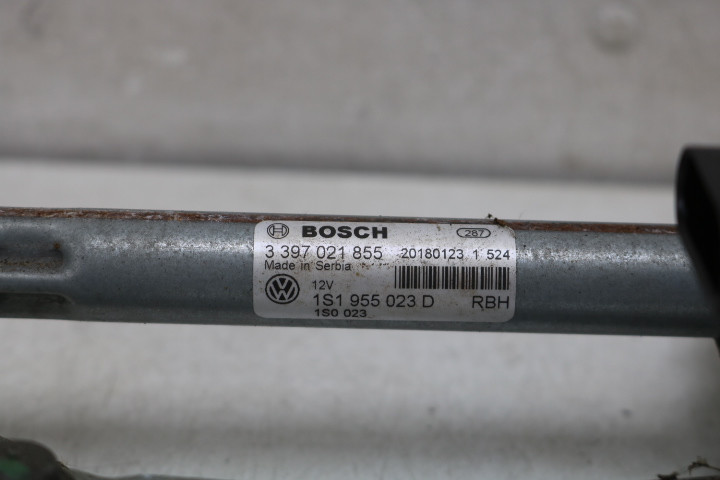 BOSCH 287
3 397 021 855 20180123 1 524
Made in Serbia
12V
1S1 955 023 D RBH
1S0 023